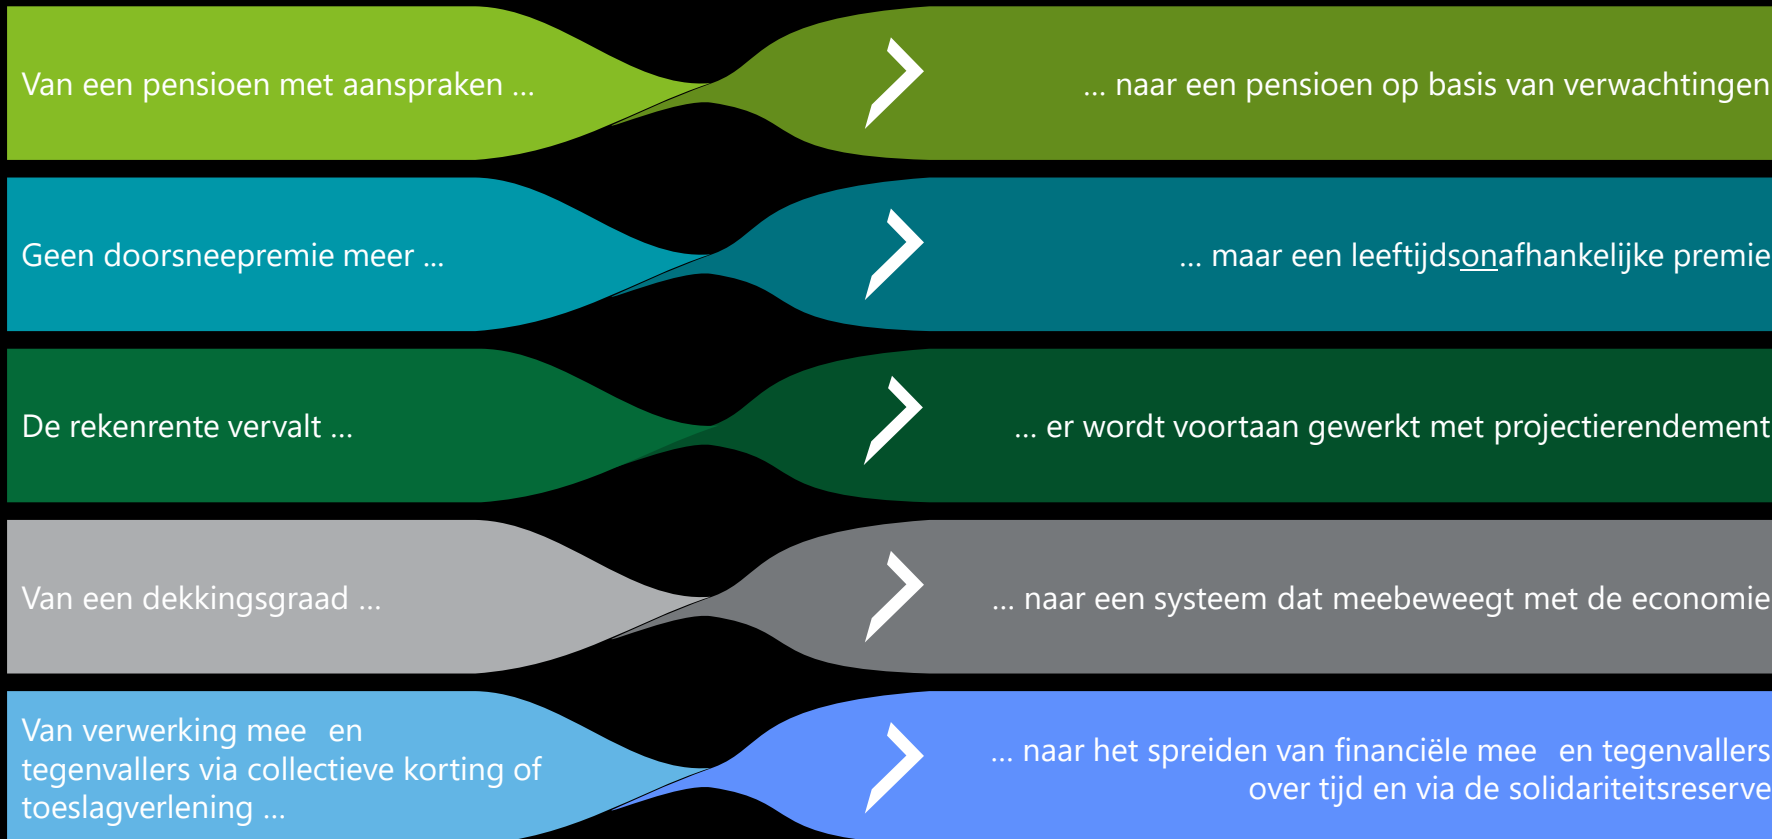 Van een pensioen met aanspraken ...
... naar een pensioen op basis van verwachtingen
Geen doorsneepremie meer ...
... maar een leeftijdsonafhankelijke premie
De rekenrente vervalt ...
... er wordt voortaan gewerkt met projectierendement
Van een dekkingsgraad ...
... naar een systeem dat meebeweegt met de economie
Van verwerking mee en
tegenvallers via collectieve korting of
toeslagverlening ...
... naar het spreiden van financiële mee en tegenvallers
over tijd en via de solidariteitsreserve